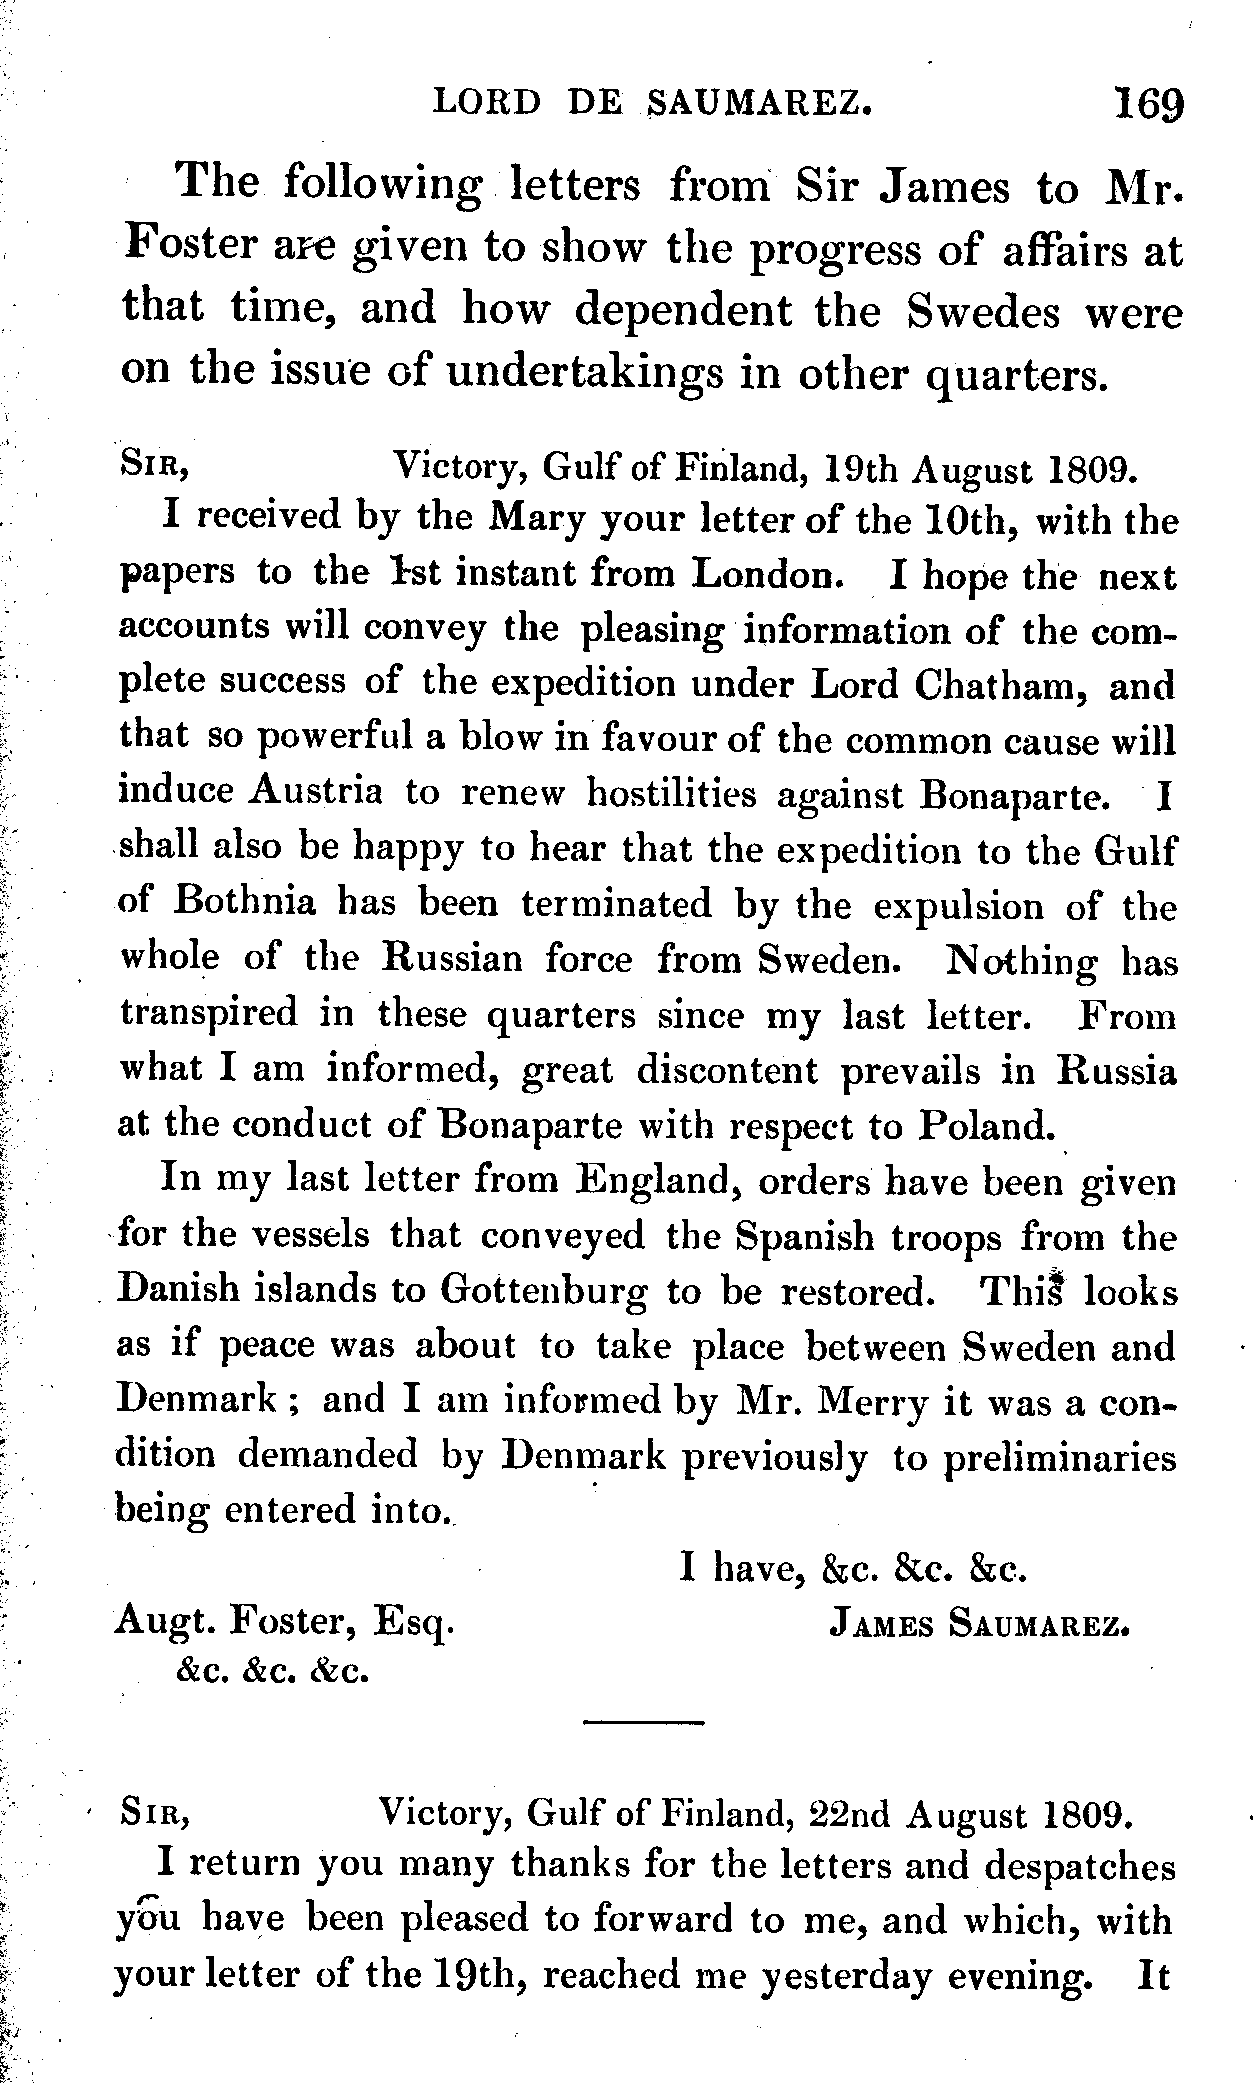 LORD DE SAUMAREZ. 169
The following letters from Sir James to Mr.
Foster are given to show the progress of affairs at
that time, and how dependent the Swedes were
on the issue of undertakings in other quarters.
SIR, Victory, Gulf of Finland, 19th August 1809.
I received by the Mary your letter of the 10th, with the
papers to the 1st instant from London. I hope the next
accounts will convey the pleasing information of the com-
plete success of the expedition under Lord Chatham, and
that so powerful a blow in favour of the common cause will
induce Austria to renew hostilities against Bonaparte. I
shall also be happy to hear that the expedition to the Gulf
of Bothnia has been terminated by the expulsion of the
whole of the Russian force from Sweden. Nothing has
transpired in these quarters since my last letter. From
what I am informed, great discontent prevails in Russia
at the conduct of Bonaparte with respect to Poland.
In my last letter from England, orders have been given
for the vessels that conveyed the Spanish troops from the
Danish islands to Gottenburg to be restored. This looks
as if peace was about to take place between Sweden and
Denmark ; and I am informed by Mr. Merry it was a con-
dition demanded by Denmark previously to preliminaries
being entered into.
I have, &c. &c. &c.
Augt. Foster, Esq. JAMES SAUMAREZ.
&c. &c. &c.
SIR, Victory, Gulf of Finland, 22nd August 1809.
I return you many thanks for the letters and despatches
you have been pleased to forward to me, and which, with
your letter of the 19th, reached me yesterday evening. It